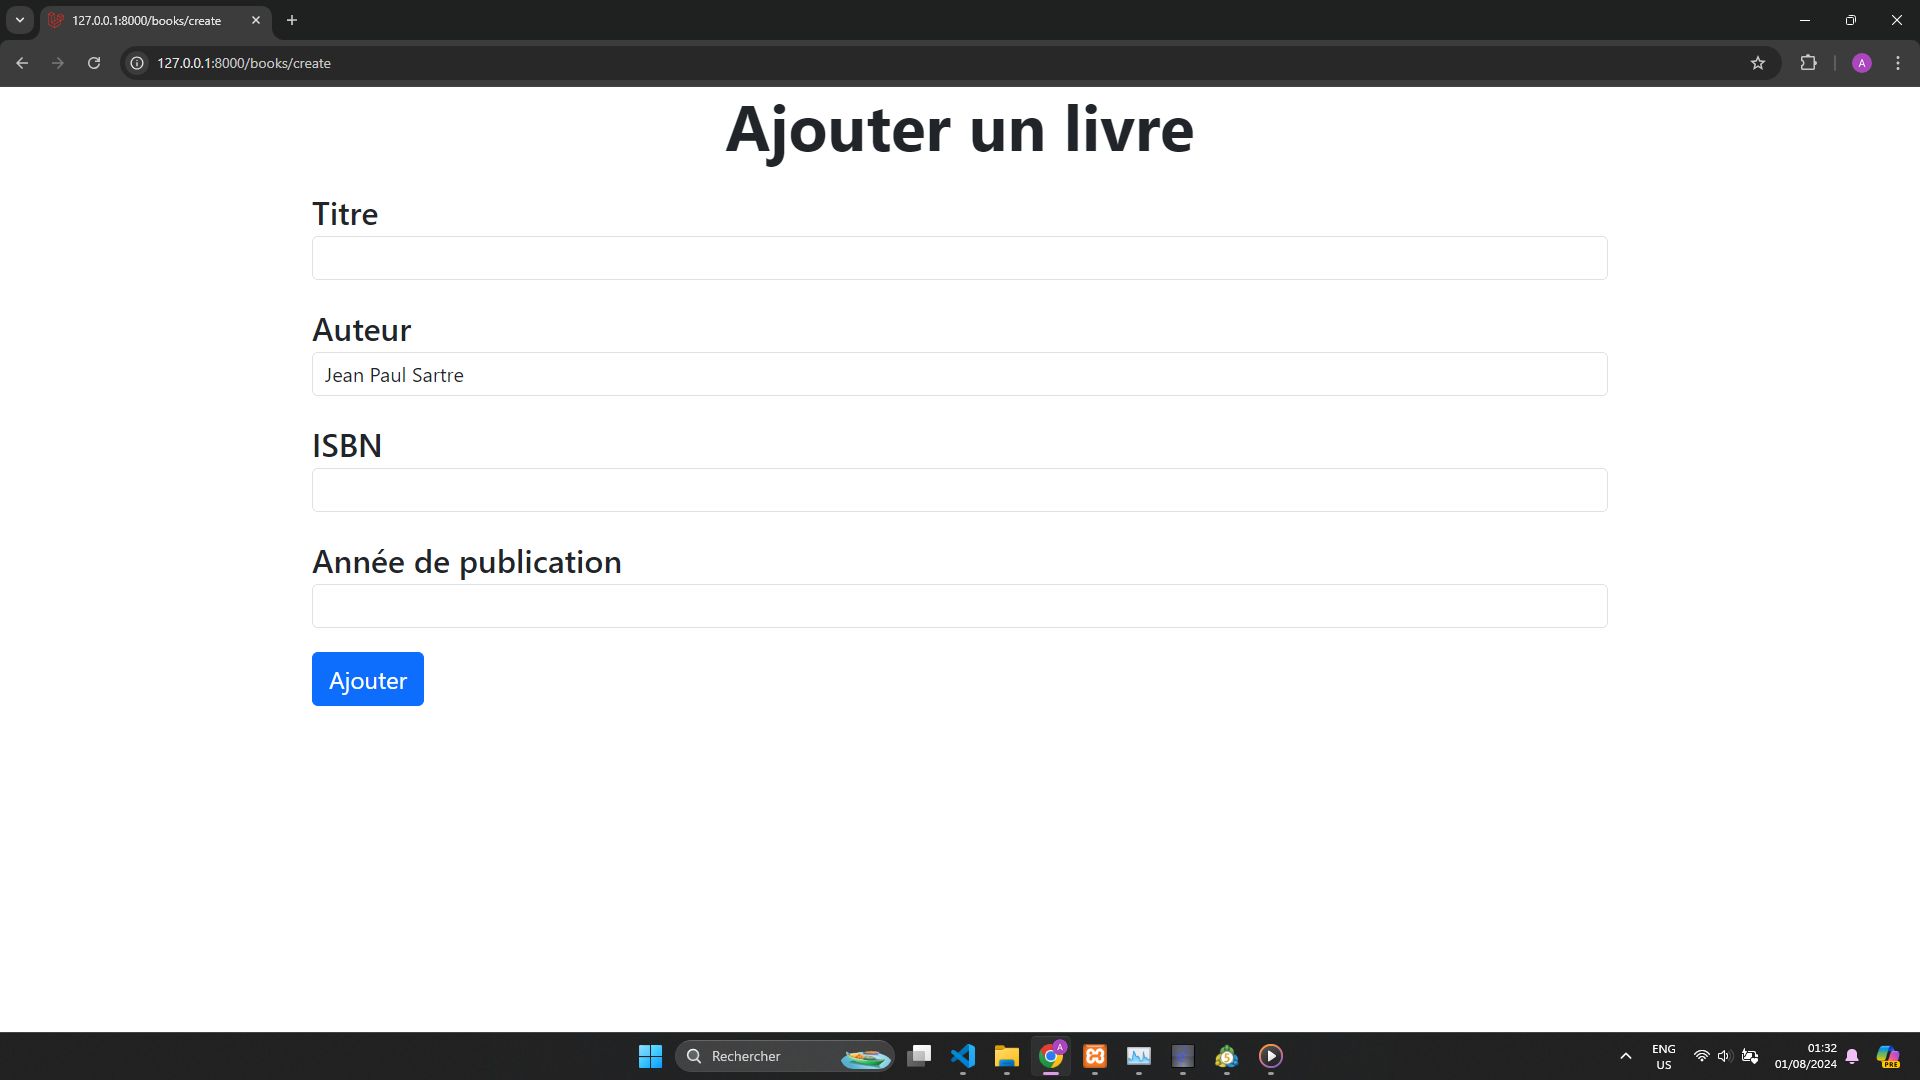 127.0.0.1:8000/books/create
127.0.0.1:8000/books/create
A
Ajouter un livre
Titre
Auteur
Jean Paul Sartre
ISBN
Année de publication
Ajouter
Rechercher
A
ENG
US
01:32
01/08/2024
PRE